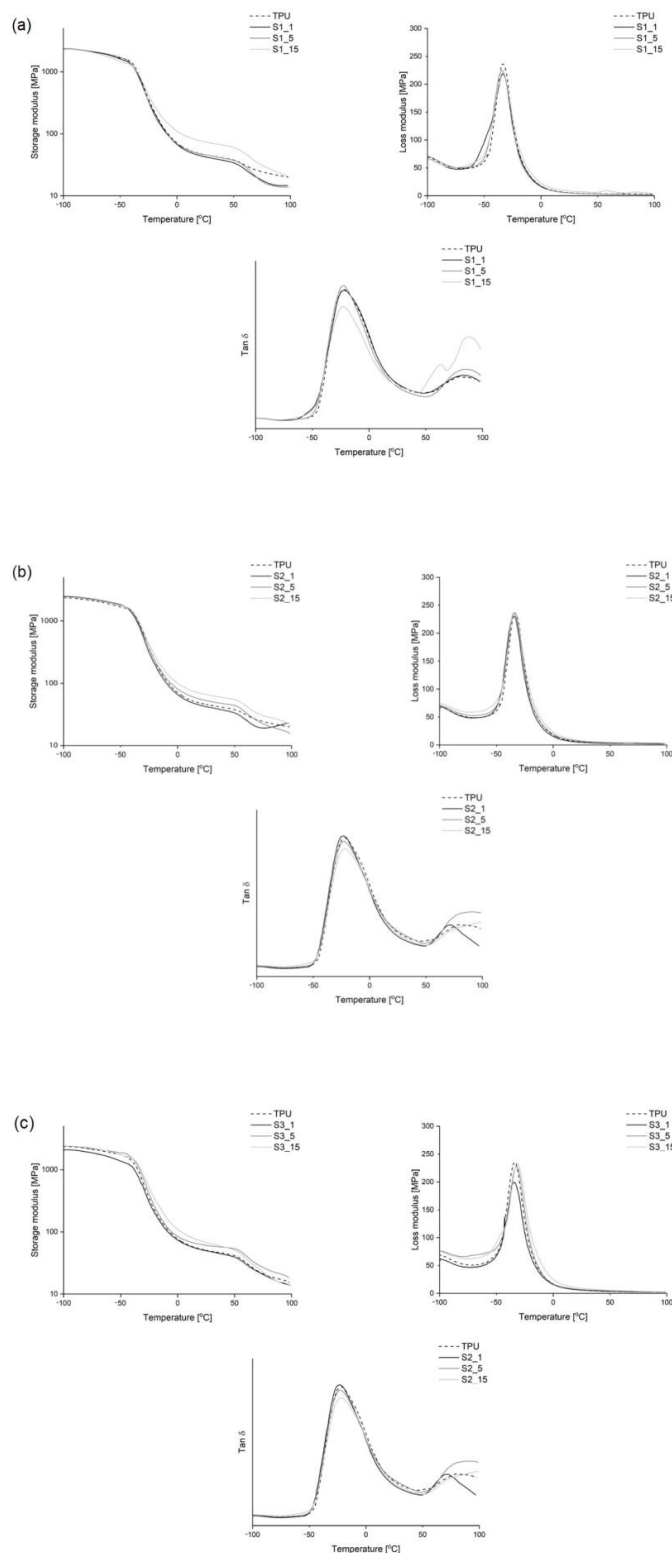 (a)
TPU
S1_1
S1_5
S1_15
Storage modulus [MPa]
1000
100
10
-100
-50
0
50
100
Temperature [°C]
TPU
S1_1
S1_5
S1_15
Loss modulus [MPa]
300
250
200
150
100
50
0
-100
-50
0
50
100
Temperature [°C]
TPU
S1_1
S1_5
S1_15
Tan δ
-100
-50
0
50
100
Temperature [°C]
(b)
TPU
S2_1
S2_5
S2_15
Storage modulus [MPa]
1000
100
10
-100
-50
0
50
100
Temperature [°C]
TPU
S2_1
S2_5
S2_15
Loss modulus [MPa]
300
250
200
150
100
50
0
-100
-50
0
50
100
Temperature [°C]
TPU
S2_1
S2_5
S2_15
Tan δ
-100
-50
0
50
100
Temperature [°C]
(c)
TPU
S3_1
S3_5
S3_15
Storage modulus [MPa]
1000
100
10
-100
-50
0
50
100
Temperature [°C]
TPU
S3_1
S3_5
S3_15
Loss modulus [MPa]
300
250
200
150
100
50
0
-100
-50
0
50
100
Temperature [°C]
TPU
S2_1
S2_5
S2_15
Tan δ
-100
-50
0
50
100
Temperature [°C]